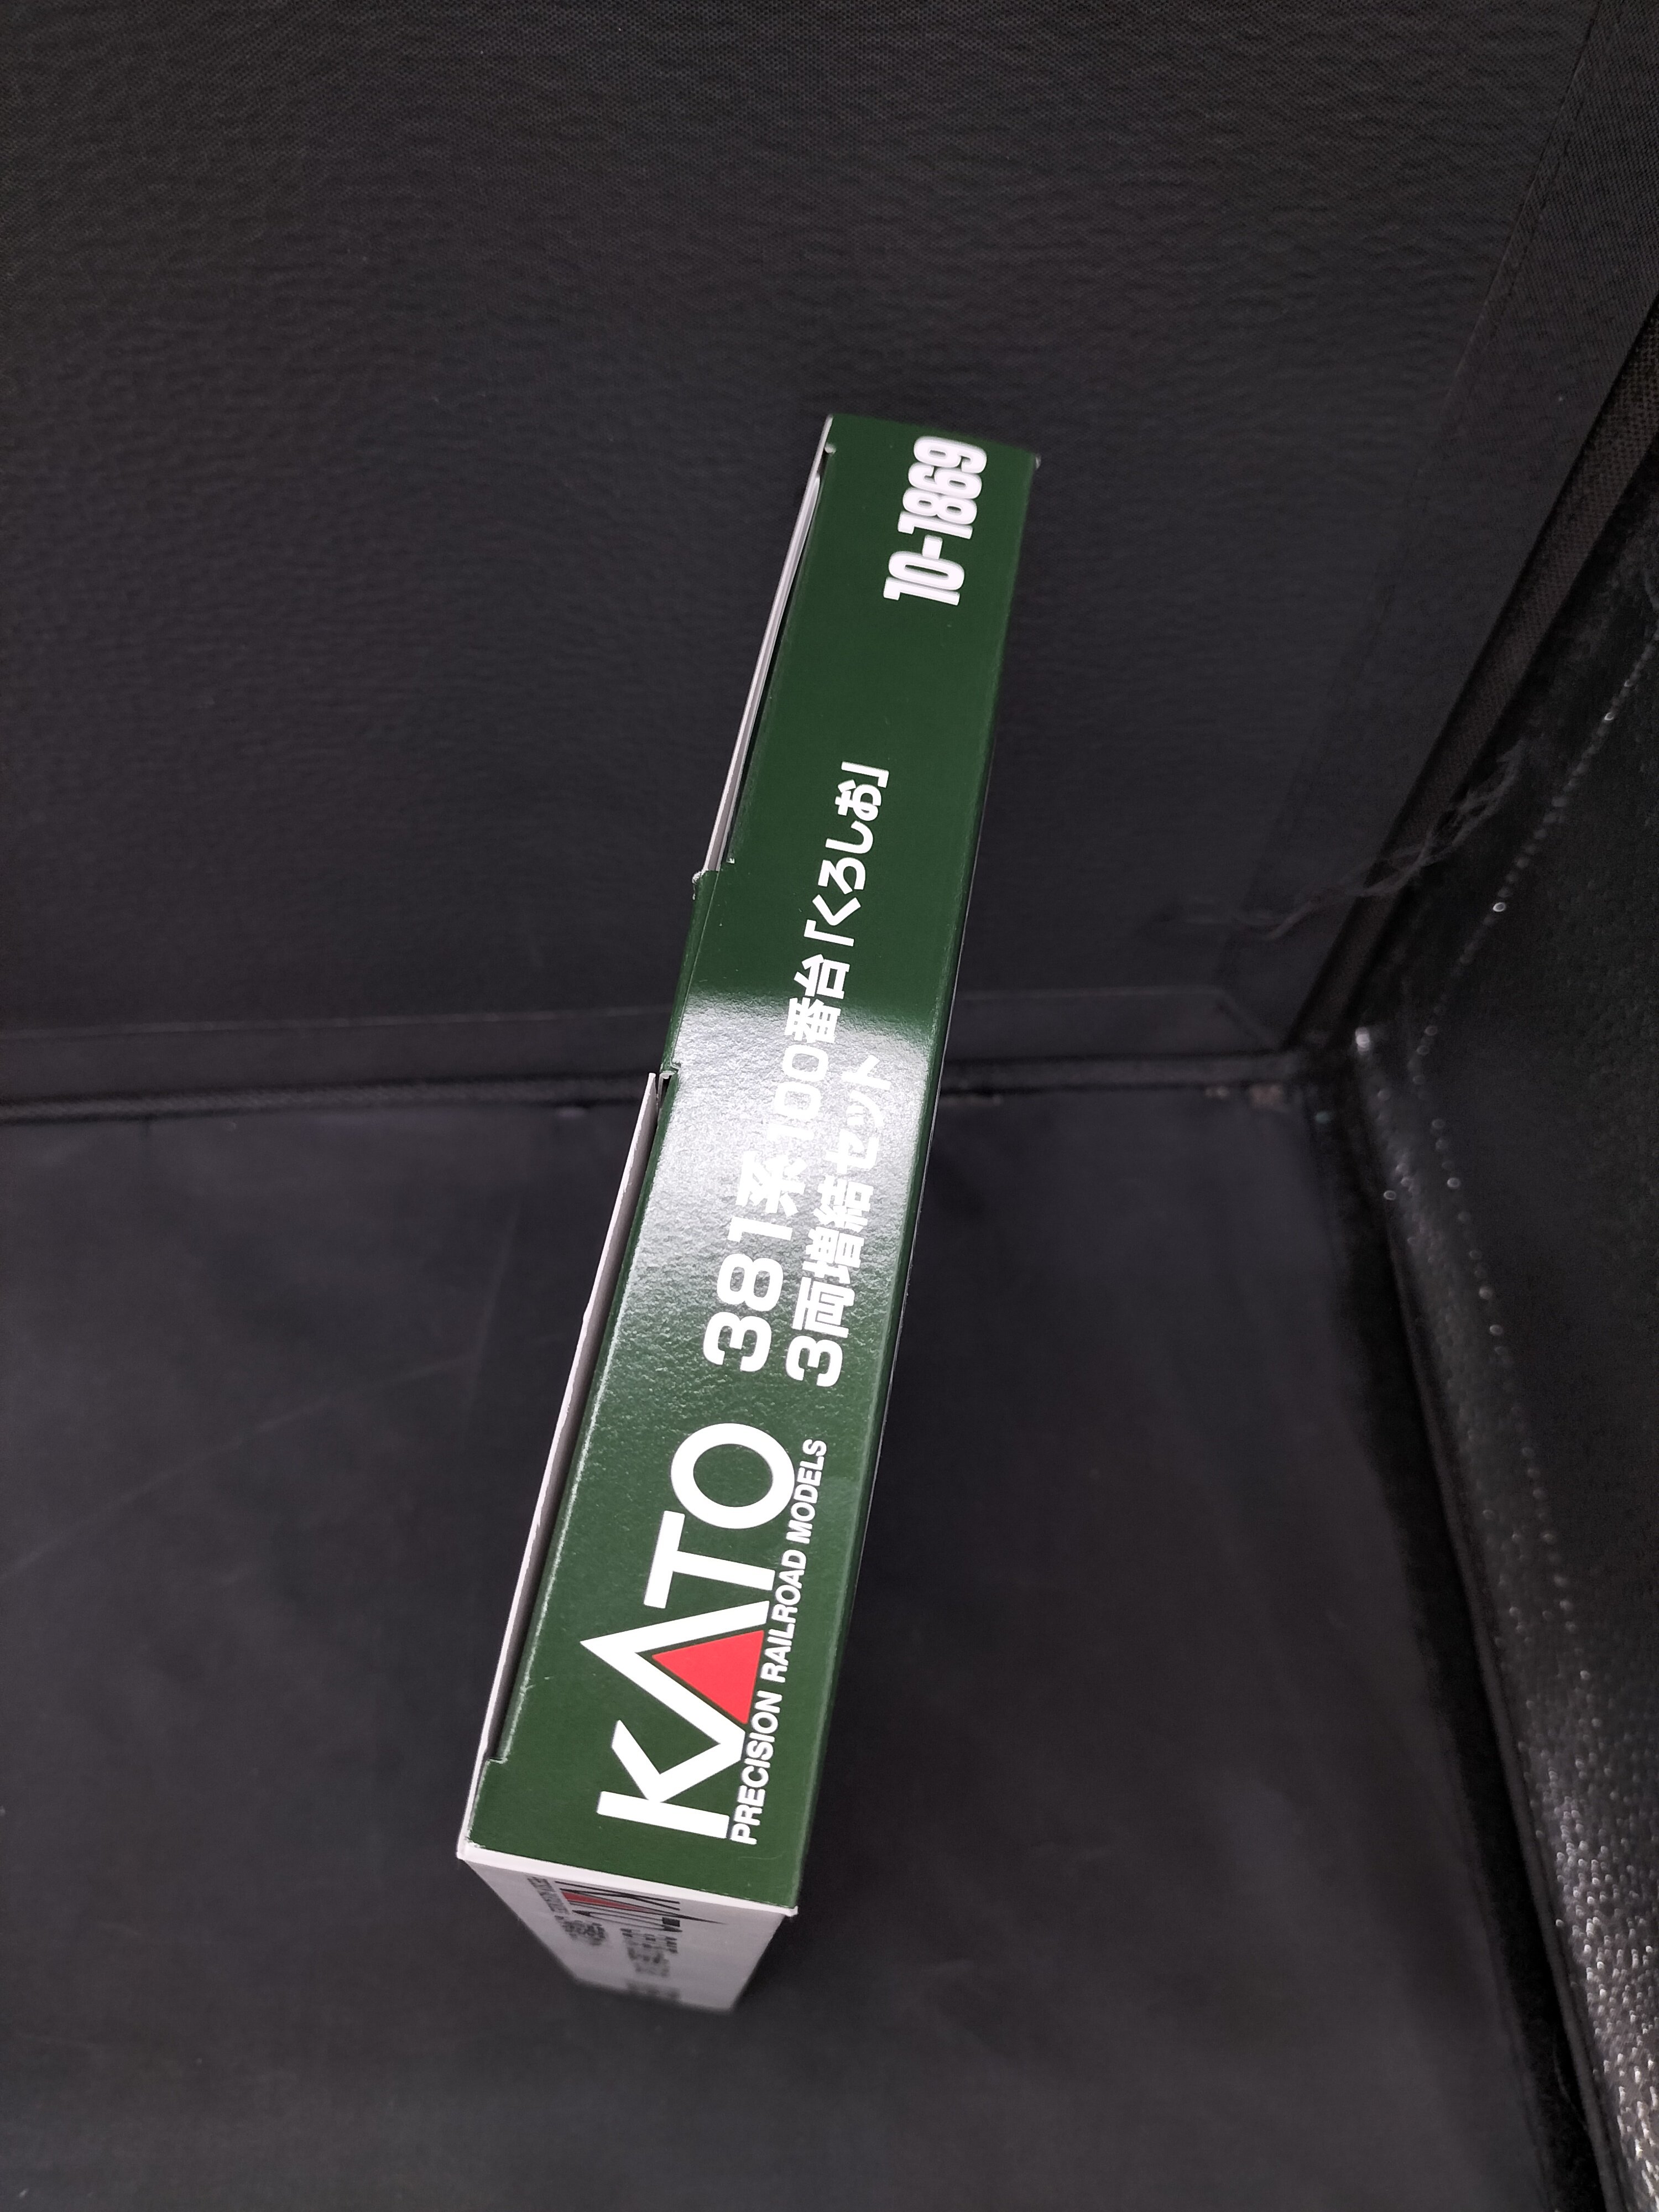 KATO
PRECISION RAILROAD MODELS
381系100番台「くろしお」
3両増結セット
10-1869